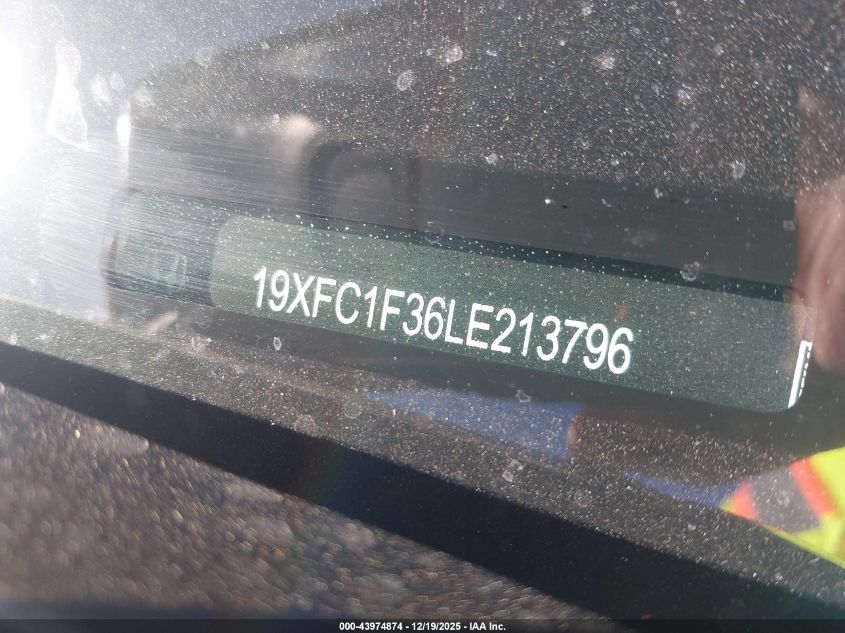 19XFC1F36LE213796
000-43974874 - 12/19/2025 - IAA Inc.